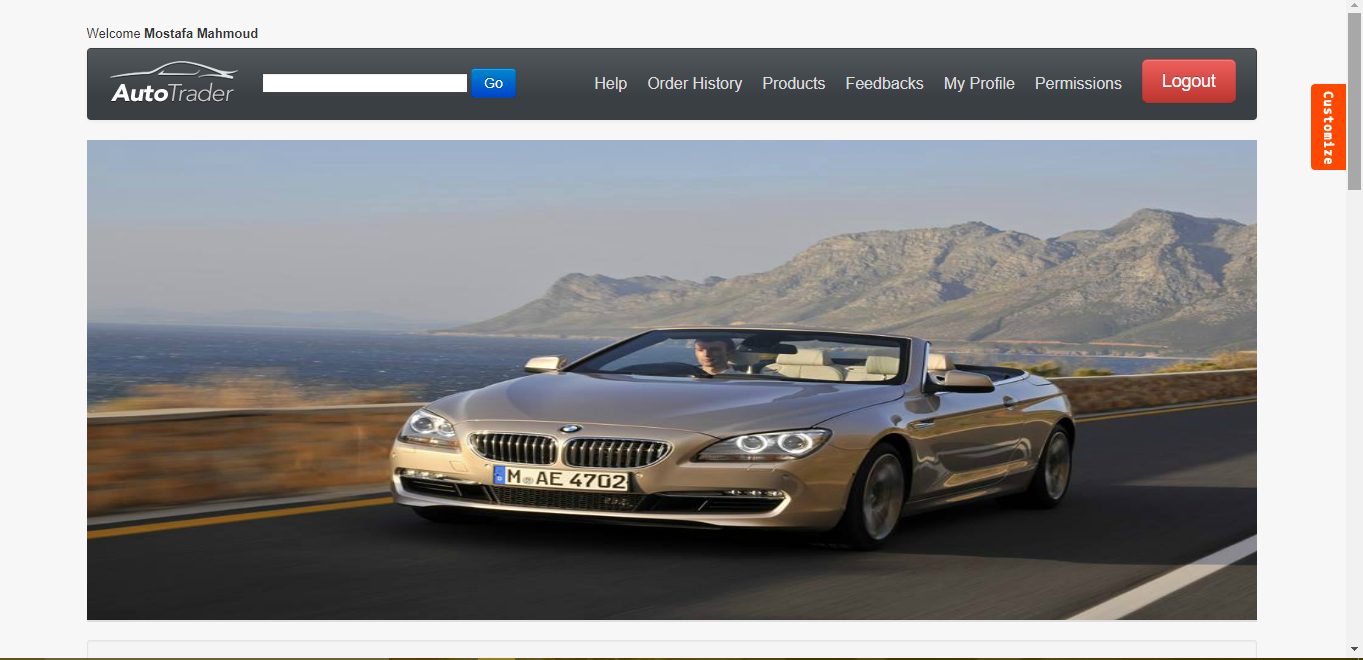 Welcome Mostafa Mahmoud
AutoTrader
Go
Help
Order History
Products
Feedbacks
My Profile
Permissions
Logout
Customize
M AE 4702